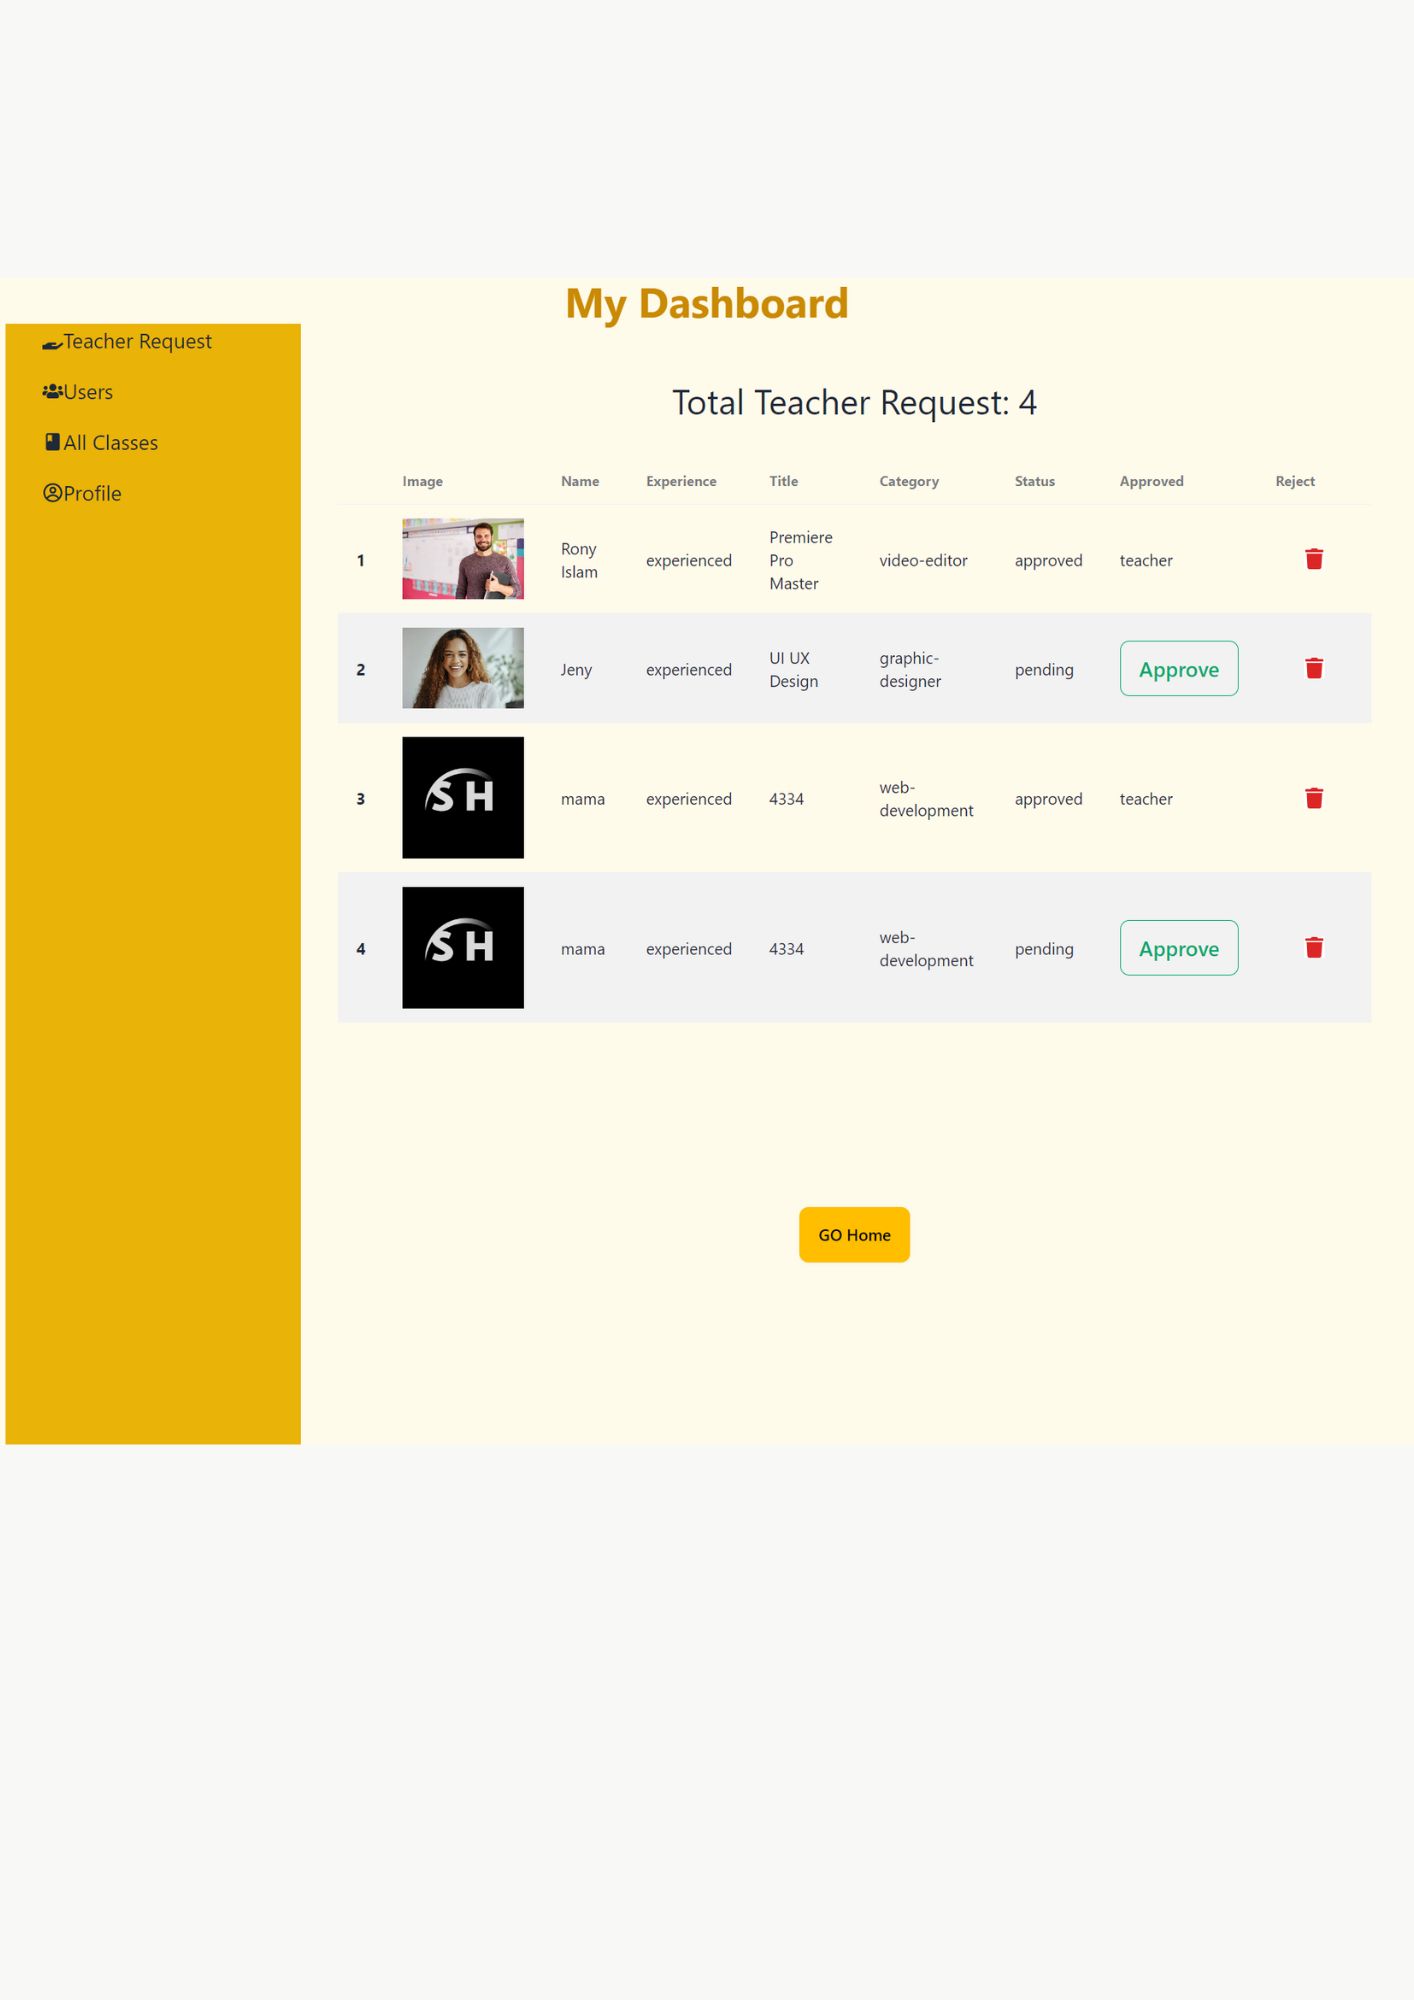 My Dashboard
Teacher Request
Users
All Classes
Profile
Total Teacher Request: 4
Image Name Experience Title Category Status Approved Reject
1 Rony Islam experienced Premiere Pro Master video-editor approved teacher
2 Jeny experienced UI UX Design graphic-designer pending Approve
SH
3 mama experienced 4334 web-development approved teacher
SH
4 mama experienced 4334 web-development pending Approve
GO Home